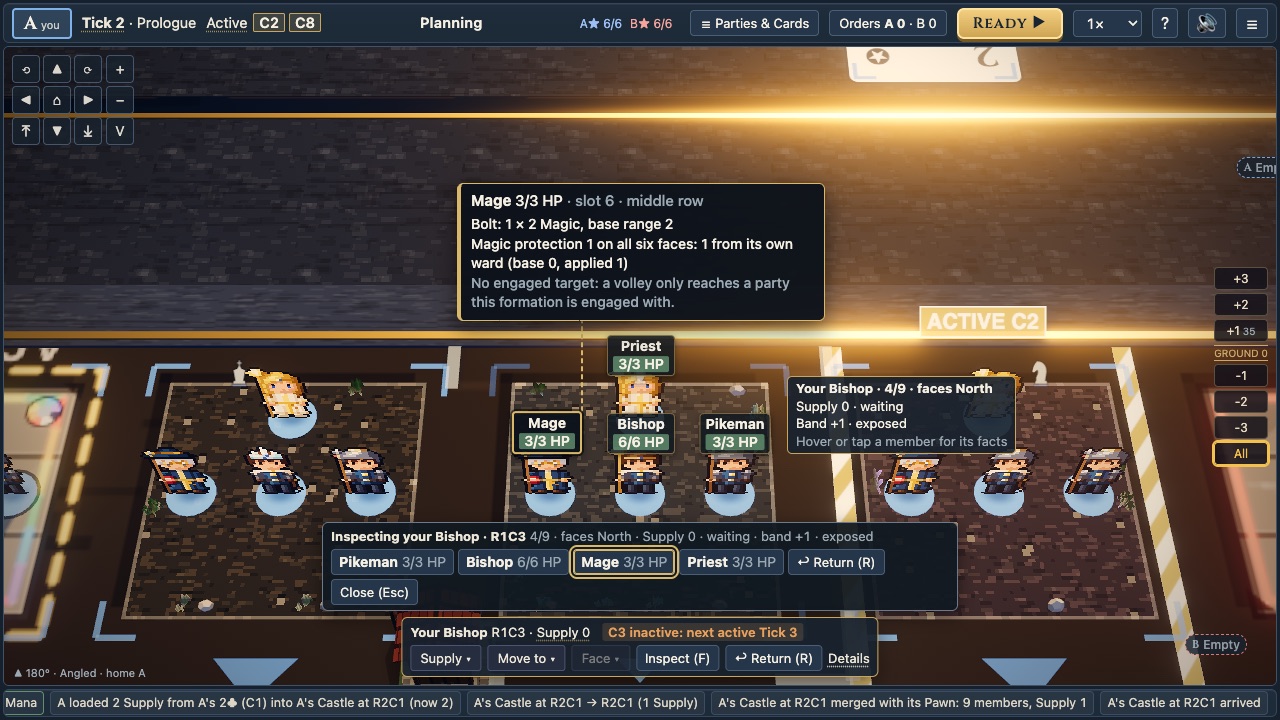 A you
Tick 2 · Prologue Active C2 C8
Planning
A★ 6/6 B★ 6/6
≡ Parties & Cards
Orders A 0 · B 0
READY ▶
1×
?
≡
⟲ ▲ ⟳ +
◀ ⌂ ▶ −
⤒ ▼ ⤓ V
2
A Emp
Mage 3/3 HP · slot 6 · middle row
Bolt: 1 × 2 Magic, base range 2
Magic protection 1 on all six faces: 1 from its own
ward (base 0, applied 1)
No engaged target: a volley only reaches a party
this formation is engaged with.
+3
+2
+1 35
GROUND 0
-1
-2
-3
All
ACTIVE C2
Priest
3/3 HP
Mage
3/3 HP
Bishop
6/6 HP
Pikeman
3/3 HP
Your Bishop · 4/9 · faces North
Supply 0 · waiting
Band +1 · exposed
Hover or tap a member for its facts
Inspecting your Bishop · R1C3 4/9 · faces North · Supply 0 · waiting · band +1 · exposed
Pikeman 3/3 HP
Bishop 6/6 HP
Mage 3/3 HP
Priest 3/3 HP
↩ Return (R)
Close (Esc)
Your Bishop R1C3 · Supply 0 C3 inactive: next active Tick 3
Supply ▾
Move to ▾
Face ▾
Inspect (F)
↩ Return (R)
Details
B Empty
▲ 180° · Angled · home A
Mana
A loaded 2 Supply from A's 2♣ (C1) into A's Castle at R2C1 (now 2)
A's Castle at R2C1 → R2C1 (1 Supply)
A's Castle at R2C1 merged with its Pawn: 9 members, Supply 1
A's Castle at R2C1 arrived